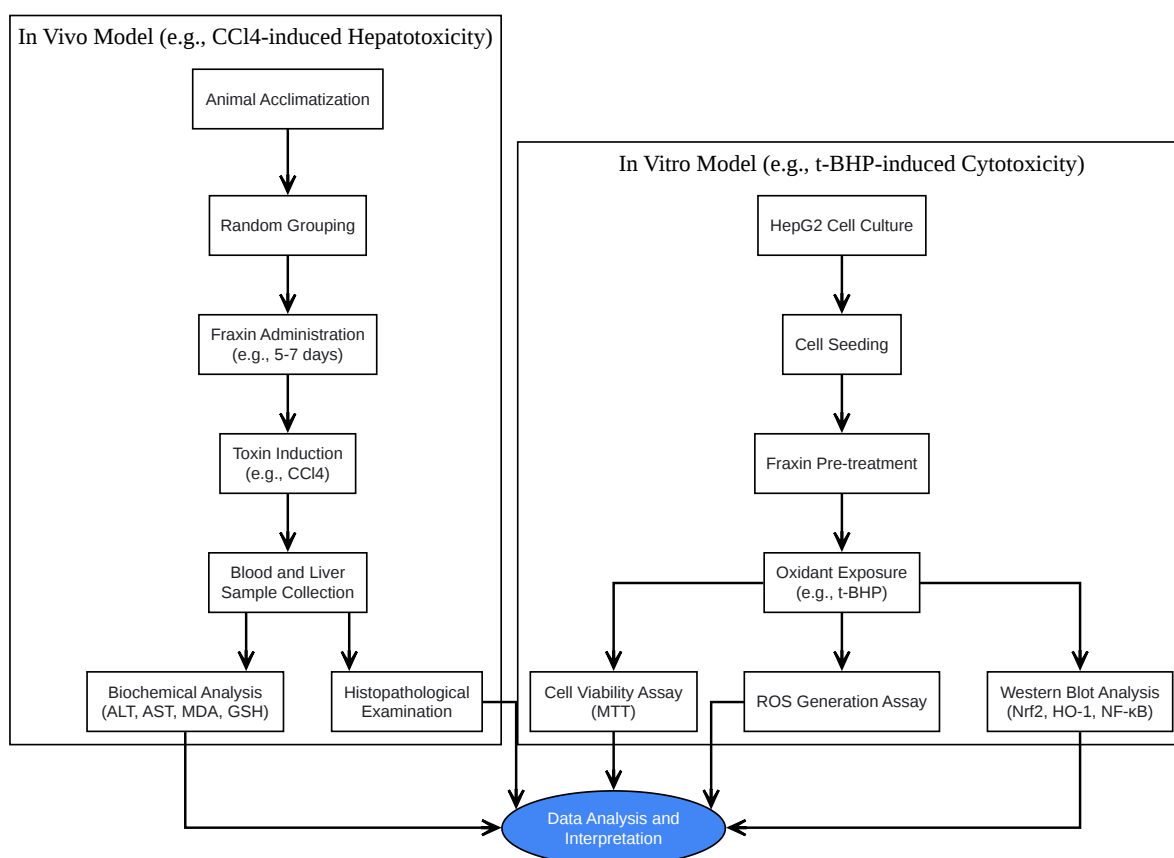 In Vivo Model (e.g., CCl4-induced Hepatotoxicity)
Animal Acclimatization
Random Grouping
Fraxin Administration
(e.g., 5-7 days)
Toxin Induction
(e.g., CCl4)
Blood and Liver
Sample Collection
Biochemical Analysis
(ALT, AST, MDA, GSH)
Histopathological
Examination
In Vitro Model (e.g., t-BHP-induced Cytotoxicity)
HepG2 Cell Culture
Cell Seeding
Fraxin Pre-treatment
Oxidant Exposure
(e.g., t-BHP)
Cell Viability Assay
(MTT)
ROS Generation Assay
Western Blot Analysis
(Nrf2, HO-1, NF-κB)
Data Analysis and
Interpretation